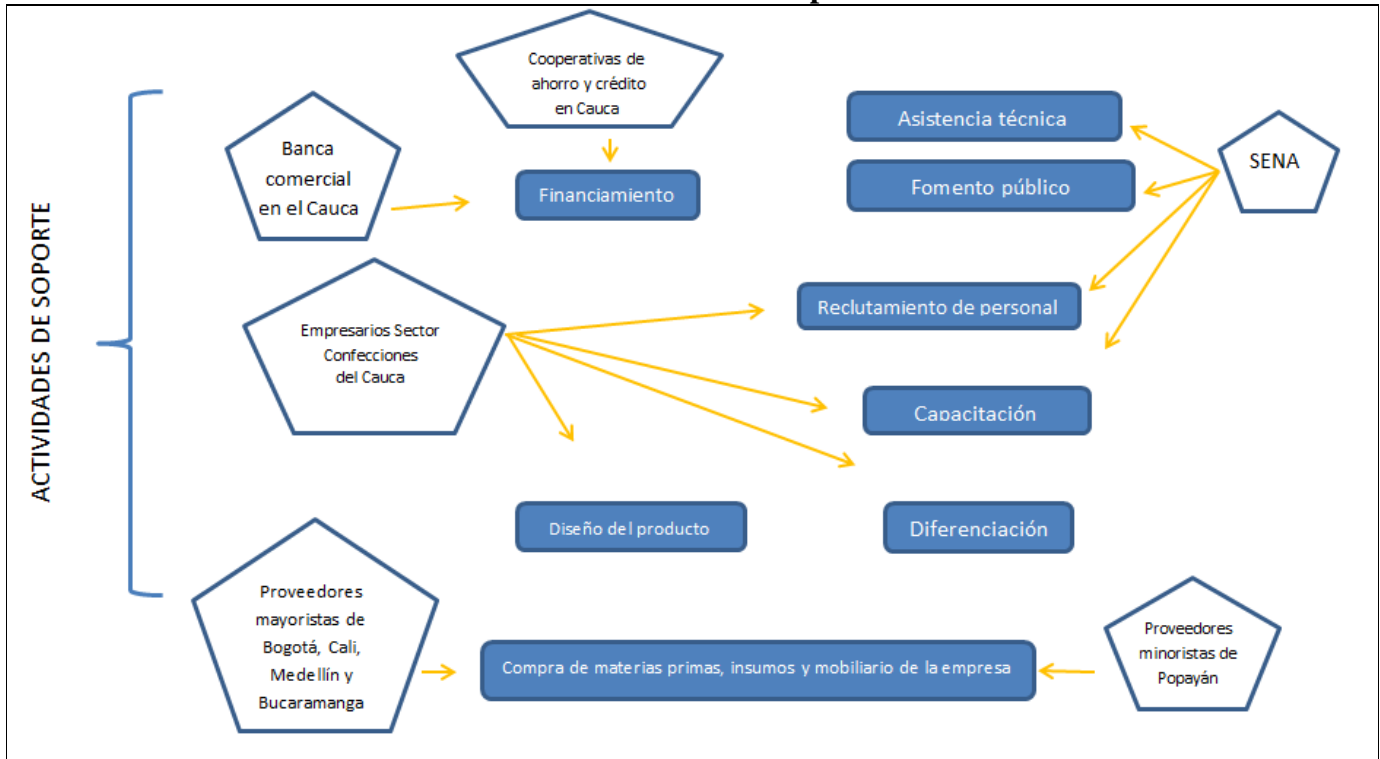 ACTIVIDADES DE SOPORTE
Cooperativas de
ahorro y crédito
en Cauca
Banca
comercial
en el Cauca
Financiamiento
Asistencia técnica
Fomento público
SENA
Empresarios Sector
Confecciones
del Cauca
Reclutamiento de personal
Capacitación
Diseño del producto
Diferenciación
Proveedores
mayoristas de
Bogotá, Cali,
Medellín y
Bucaramanga
Compra de materias primas, insumos y mobiliario de la empresa
Proveedores
minoristas de
Popayán